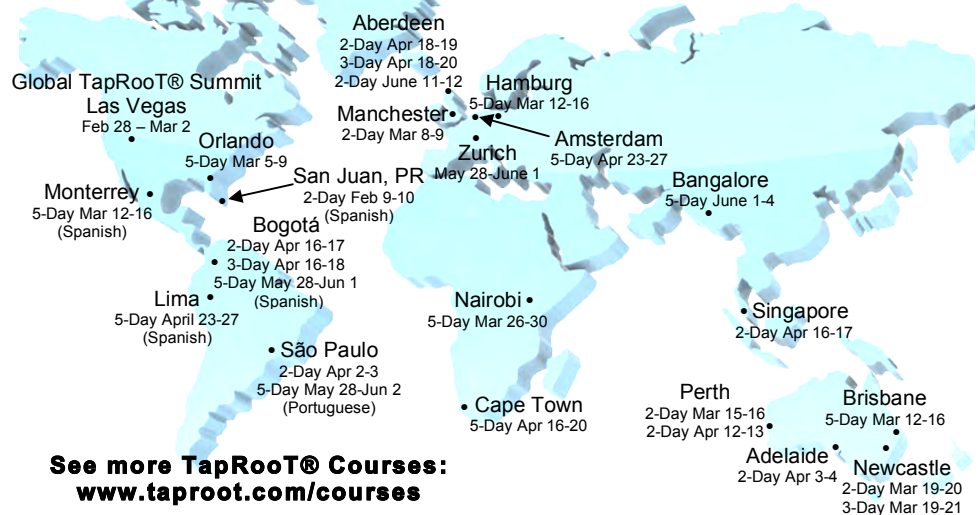 Aberdeen
2-Day Apr 18-19
3-Day Apr 18-20
2-Day June 11-12
Global TapRooT® Summit
Las Vegas
Feb 28 – Mar 2
Hamburg
5-Day Mar 12-16
Manchester
2-Day Mar 8-9
Orlando
5-Day Mar 5-9
Amsterdam
5-Day Apr 23-27
Zurich
May 28-June 1
San Juan, PR
2-Day Feb 9-10
(Spanish)
Monterrey
5-Day Mar 12-16
(Spanish)
Bangalore
5-Day June 1-4
Bogotá
2-Day Apr 16-17
3-Day Apr 16-18
5-Day May 28-Jun 1
(Spanish)
Lima
5-Day April 23-27
(Spanish)
Nairobi
5-Day Mar 26-30
Singapore
2-Day Apr 16-17
São Paulo
2-Day Apr 2-3
5-Day May 28-Jun 2
(Portuguese)
Cape Town
5-Day Apr 16-20
Perth
2-Day Mar 15-16
2-Day Apr 12-13
Brisbane
5-Day Mar 12-16
Adelaide
2-Day Apr 3-4
Newcastle
2-Day Mar 19-20
3-Day Mar 19-21
See more TapRooT® Courses:
www.taproot.com/courses